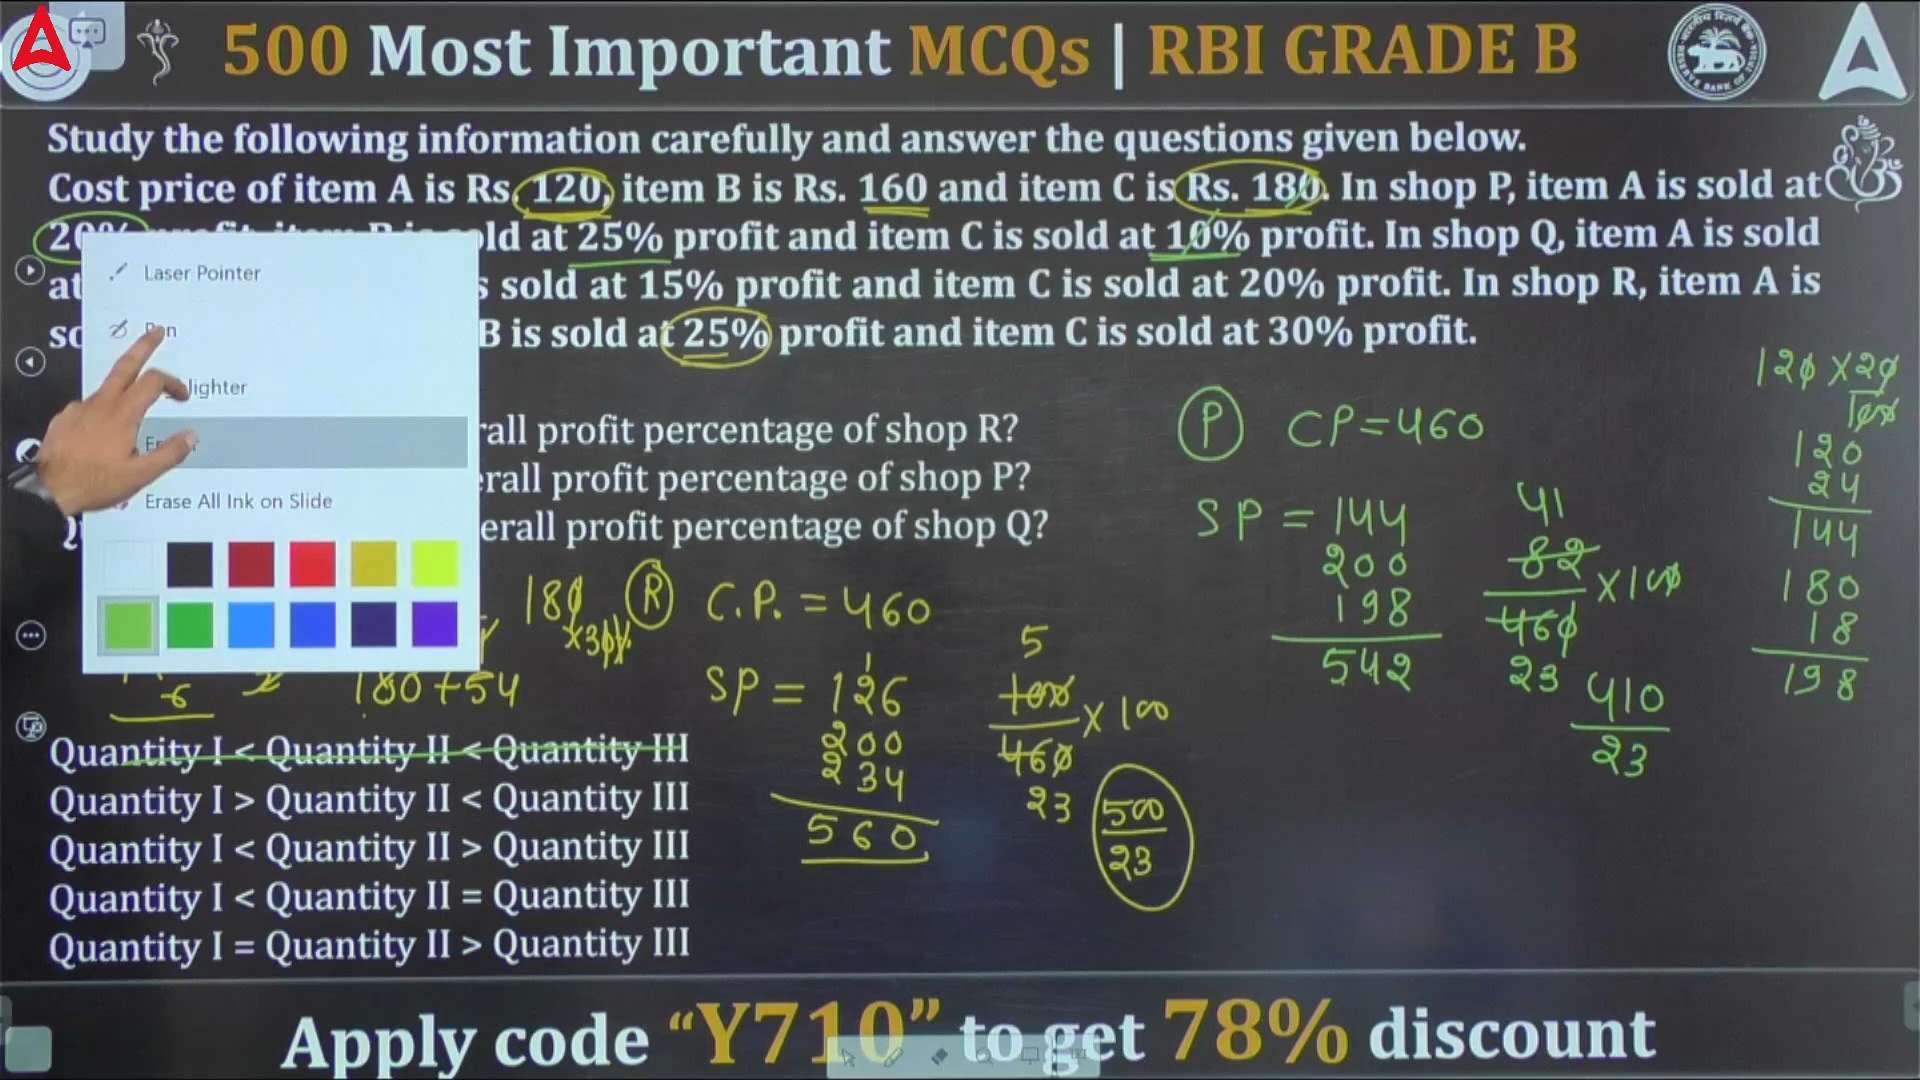 500 Most Important MCQs | RBI GRADE B
Study the following information carefully and answer the questions given below.
Cost price of item A is Rs. 120, item B is Rs. 160 and item C is Rs. 180. In shop P, item A is sold at
20% ld at 25% profit and item C is sold at 10% profit. In shop Q, item A is sold
at s sold at 15% profit and item C is sold at 20% profit. In shop R, item A is
so B is sold at 25% profit and item C is sold at 30% profit.
rall profit percentage of shop R?
erall profit percentage of shop P?
erall profit percentage of shop Q?
Laser Pointer
Pen
lighter
Er
Erase All Ink on Slide
180
×30%
-6
180+54
Quantity I < Quantity II < Quantity III
Quantity I > Quantity II < Quantity III
Quantity I < Quantity II > Quantity III
Quantity I < Quantity II = Quantity III
Quantity I = Quantity II > Quantity III
R C.P. = 460
SP = 126
200
234
560
5
100 × 100
460
23
500
23
P CP = 460
SP = 144
200
198
542
41
82 × 100
460
23
410
23
120 × 20
100
120
24
144
180
18
198
Apply code “Y710” to get 78% discount